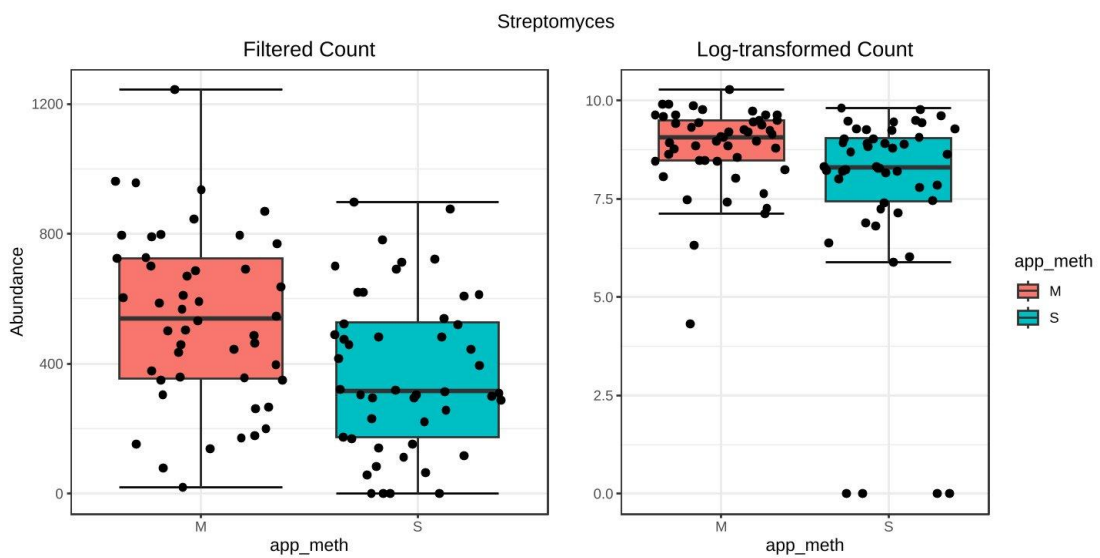 Streptomyces
Filtered Count
Log-transformed Count
Abundance
1200
800
400
0
M
S
app_meth
10.0
7.5
5.0
2.5
0.0
M
S
app_meth
app_meth
M
S